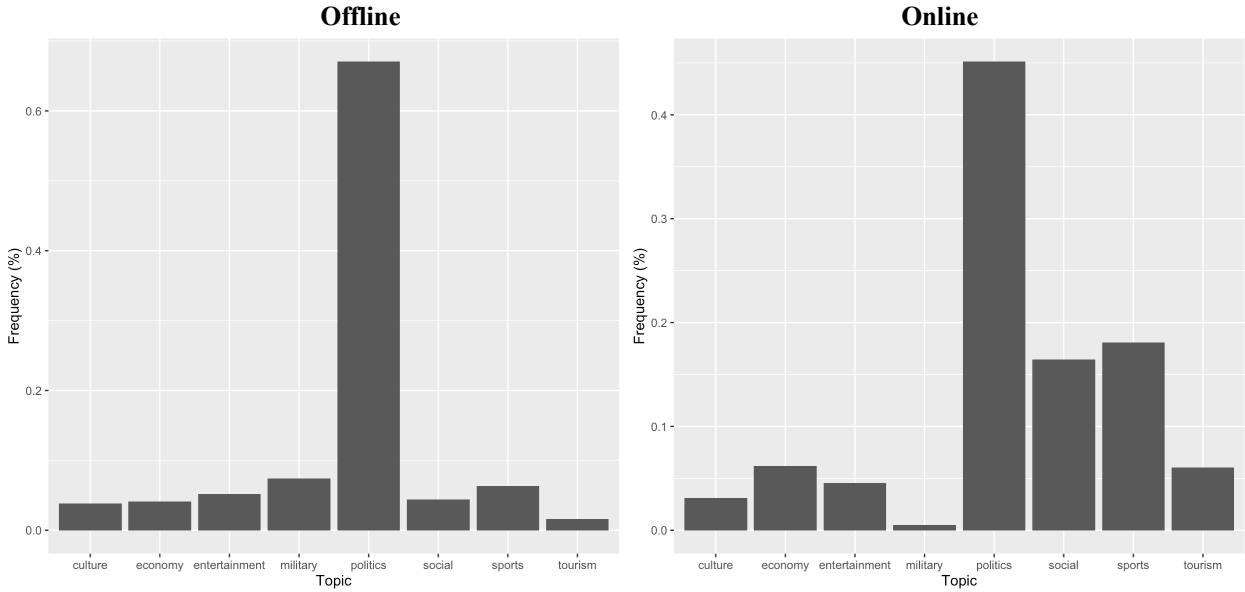 Offline
Frequency (%)
0.6
0.4
0.2
0.0
culture economy entertainment military politics social sports tourism
Topic
Online
Frequency (%)
0.4
0.3
0.2
0.1
0.0
culture economy entertainment military politics social sports tourism
Topic